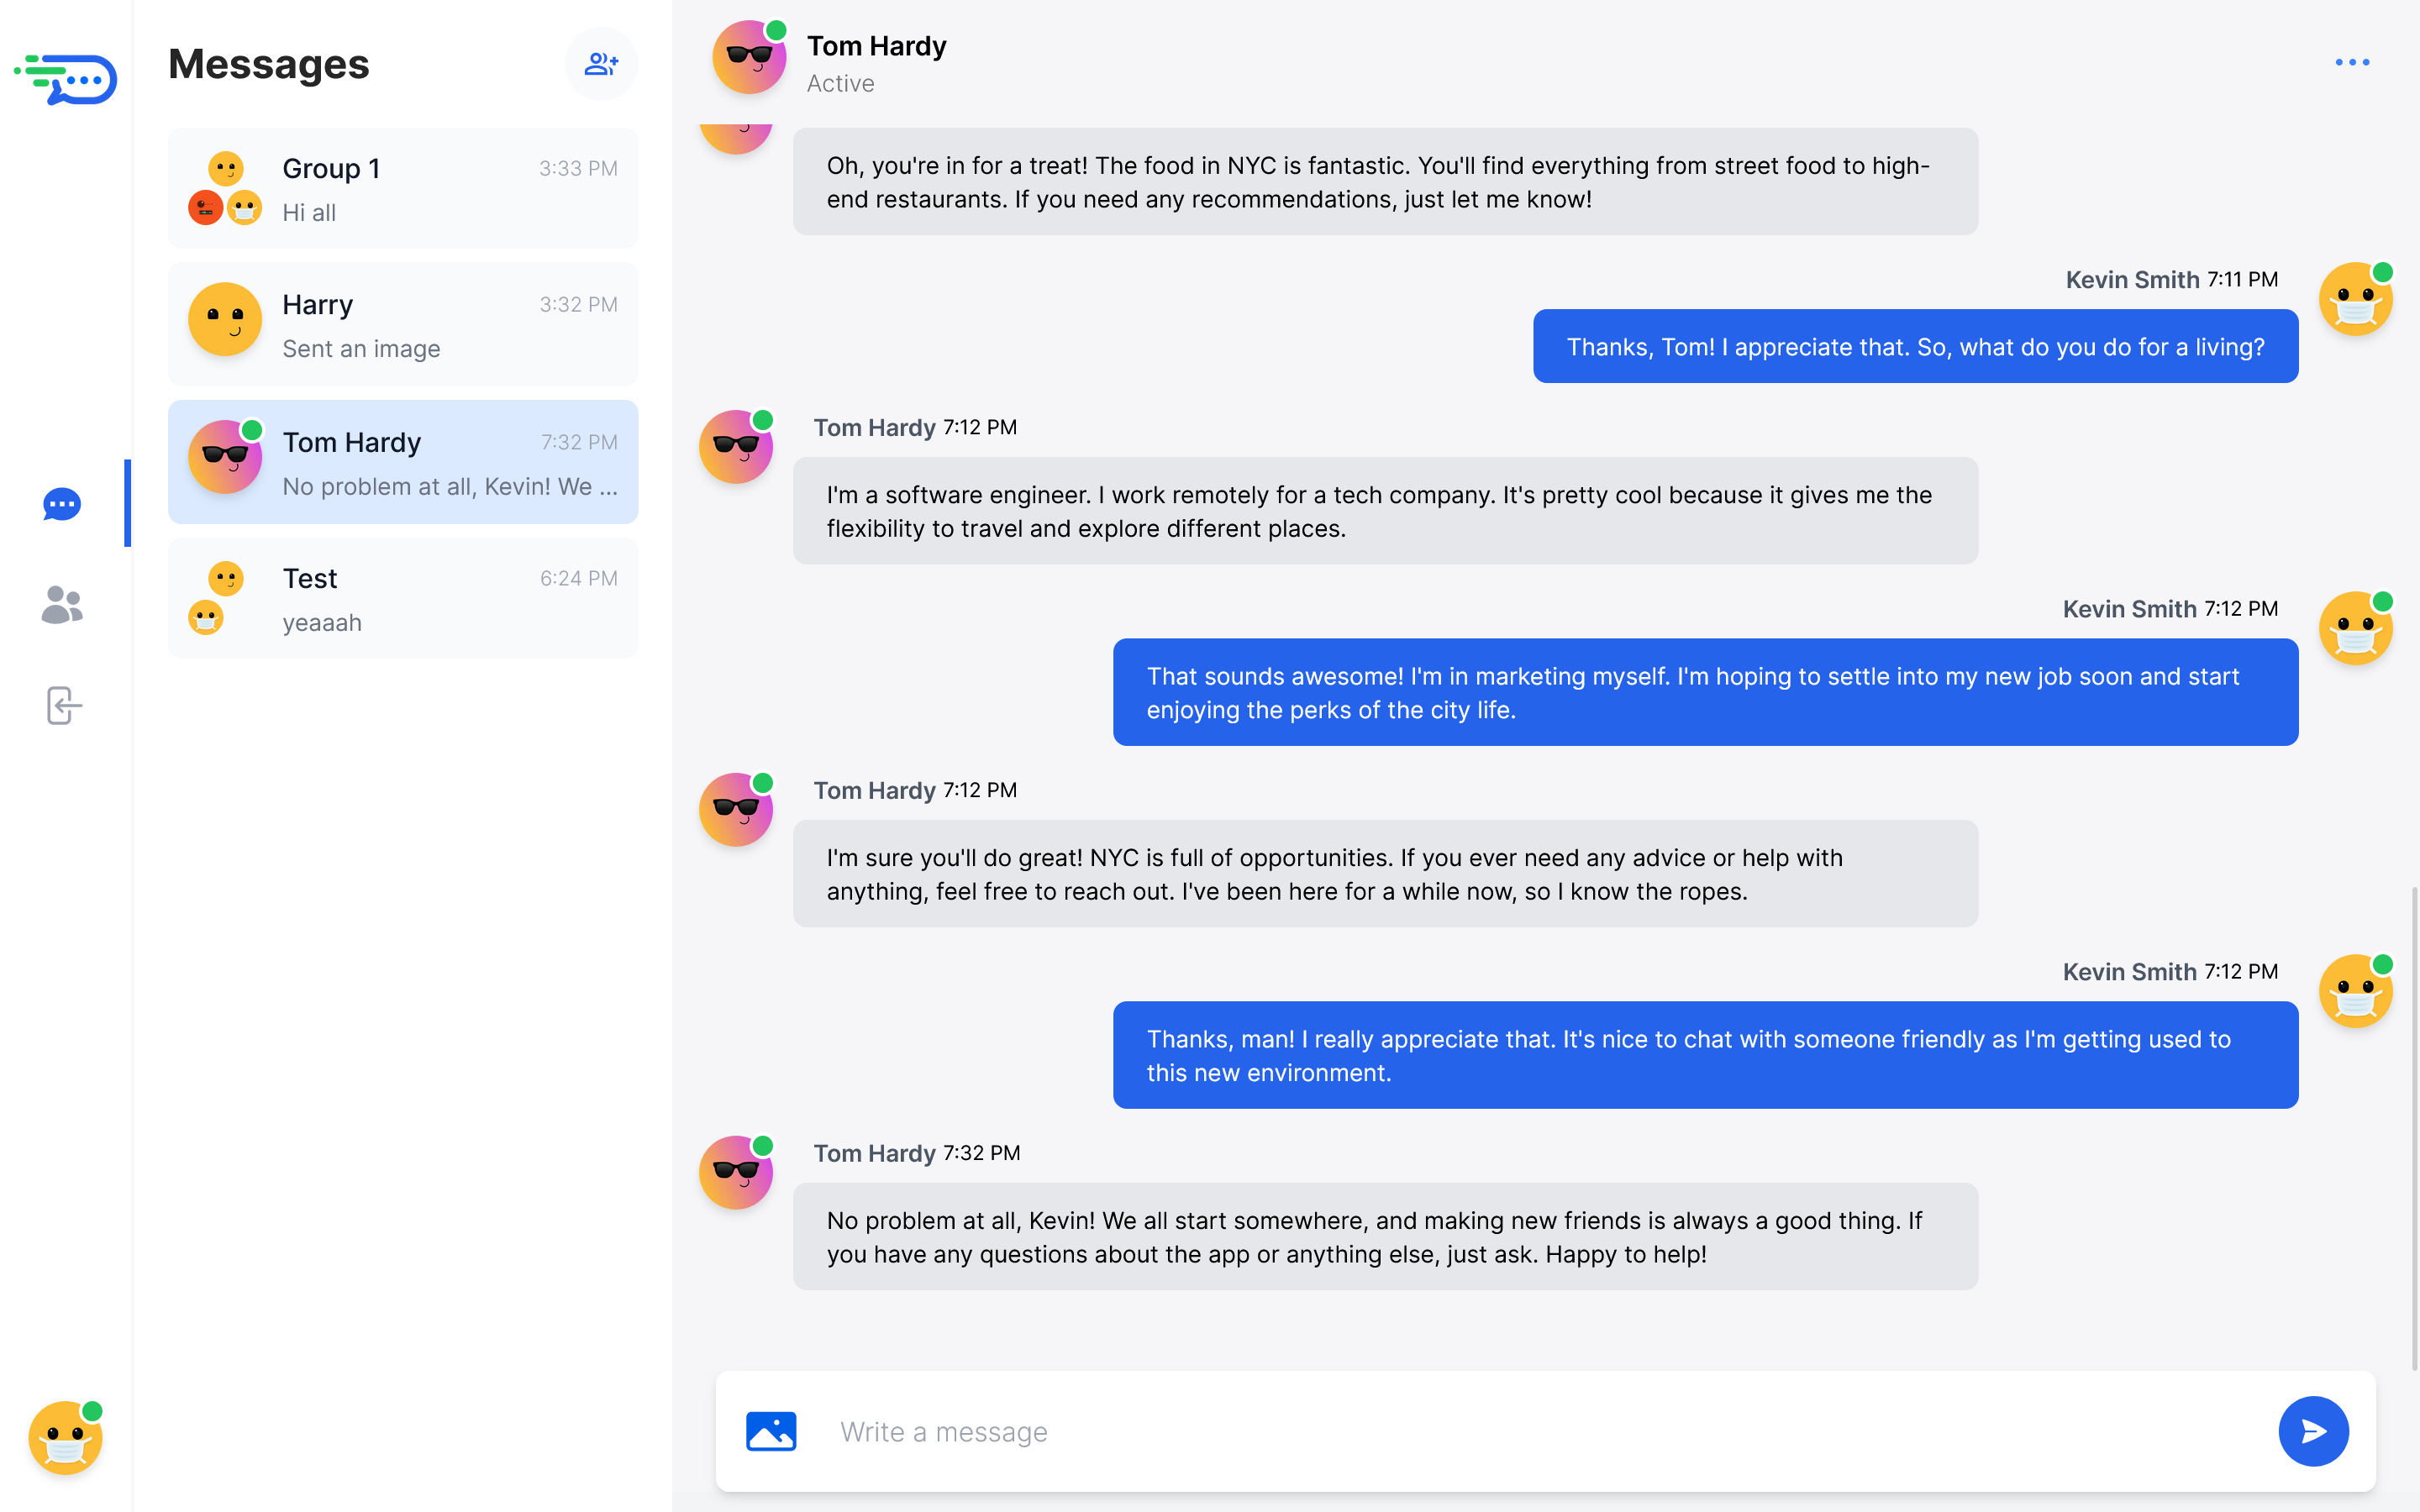 Messages
Group 1 3:33 PM
Hi all
Harry 3:32 PM
Sent an image
Tom Hardy 7:32 PM
No problem at all, Kevin! We ...
Test 6:24 PM
yeaaah
Tom Hardy
Active
Oh, you're in for a treat! The food in NYC is fantastic. You'll find everything from street food to high-
end restaurants. If you need any recommendations, just let me know!
Kevin Smith 7:11 PM
Thanks, Tom! I appreciate that. So, what do you do for a living?
Tom Hardy 7:12 PM
I'm a software engineer. I work remotely for a tech company. It's pretty cool because it gives me the
flexibility to travel and explore different places.
Kevin Smith 7:12 PM
That sounds awesome! I'm in marketing myself. I'm hoping to settle into my new job soon and start
enjoying the perks of the city life.
Tom Hardy 7:12 PM
I'm sure you'll do great! NYC is full of opportunities. If you ever need any advice or help with
anything, feel free to reach out. I've been here for a while now, so I know the ropes.
Kevin Smith 7:12 PM
Thanks, man! I really appreciate that. It's nice to chat with someone friendly as I'm getting used to
this new environment.
Tom Hardy 7:32 PM
No problem at all, Kevin! We all start somewhere, and making new friends is always a good thing. If
you have any questions about the app or anything else, just ask. Happy to help!
Write a message